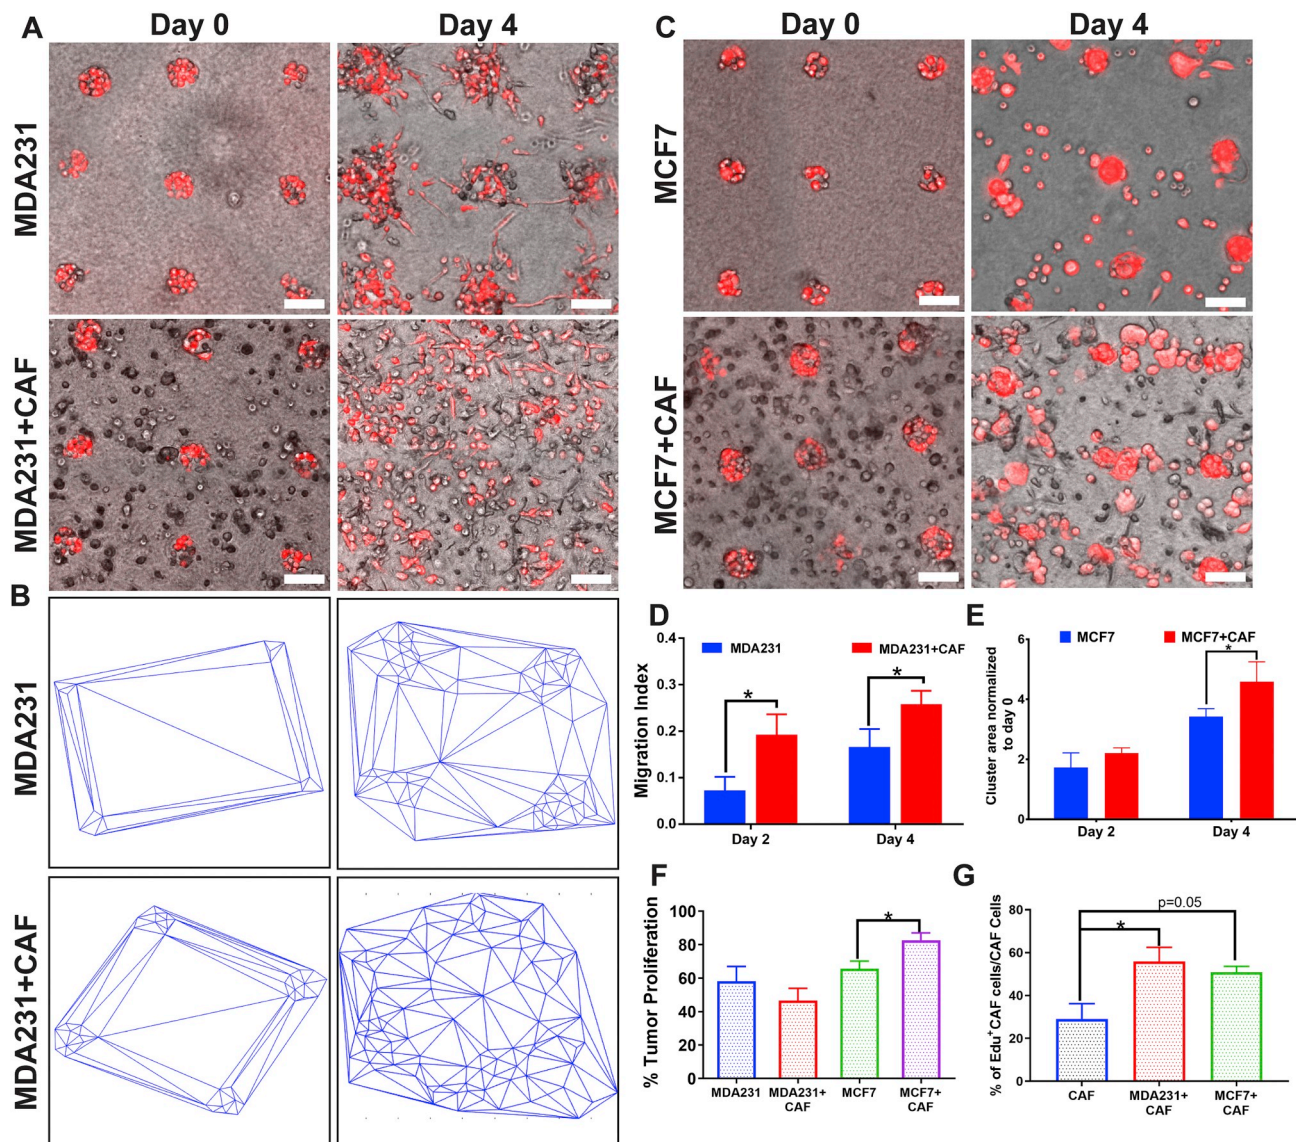 A
Day 0
Day 4
MDA231
MDA231+CAF
C
Day 0
Day 4
MCF7
MCF7+CAF
B
MDA231
MDA231+CAF
D
Migration Index
0.4
0.3
0.2
0.1
0.0
MDA231
MDA231+CAF
*
*
Day 2
Day 4
E
Cluster area normalized
to day 0
6
4
2
0
MCF7
MCF7+CAF
*
Day 2
Day 4
F
% Tumor Proliferation
100
80
60
40
20
0
*
MDA231
MDA231+
CAF
MCF7
MCF7+
CAF
G
% of Edu⁺CAF cells/CAF Cells
80
60
40
20
0
p=0.05
*
CAF
MDA231+
CAF
MCF7+
CAF